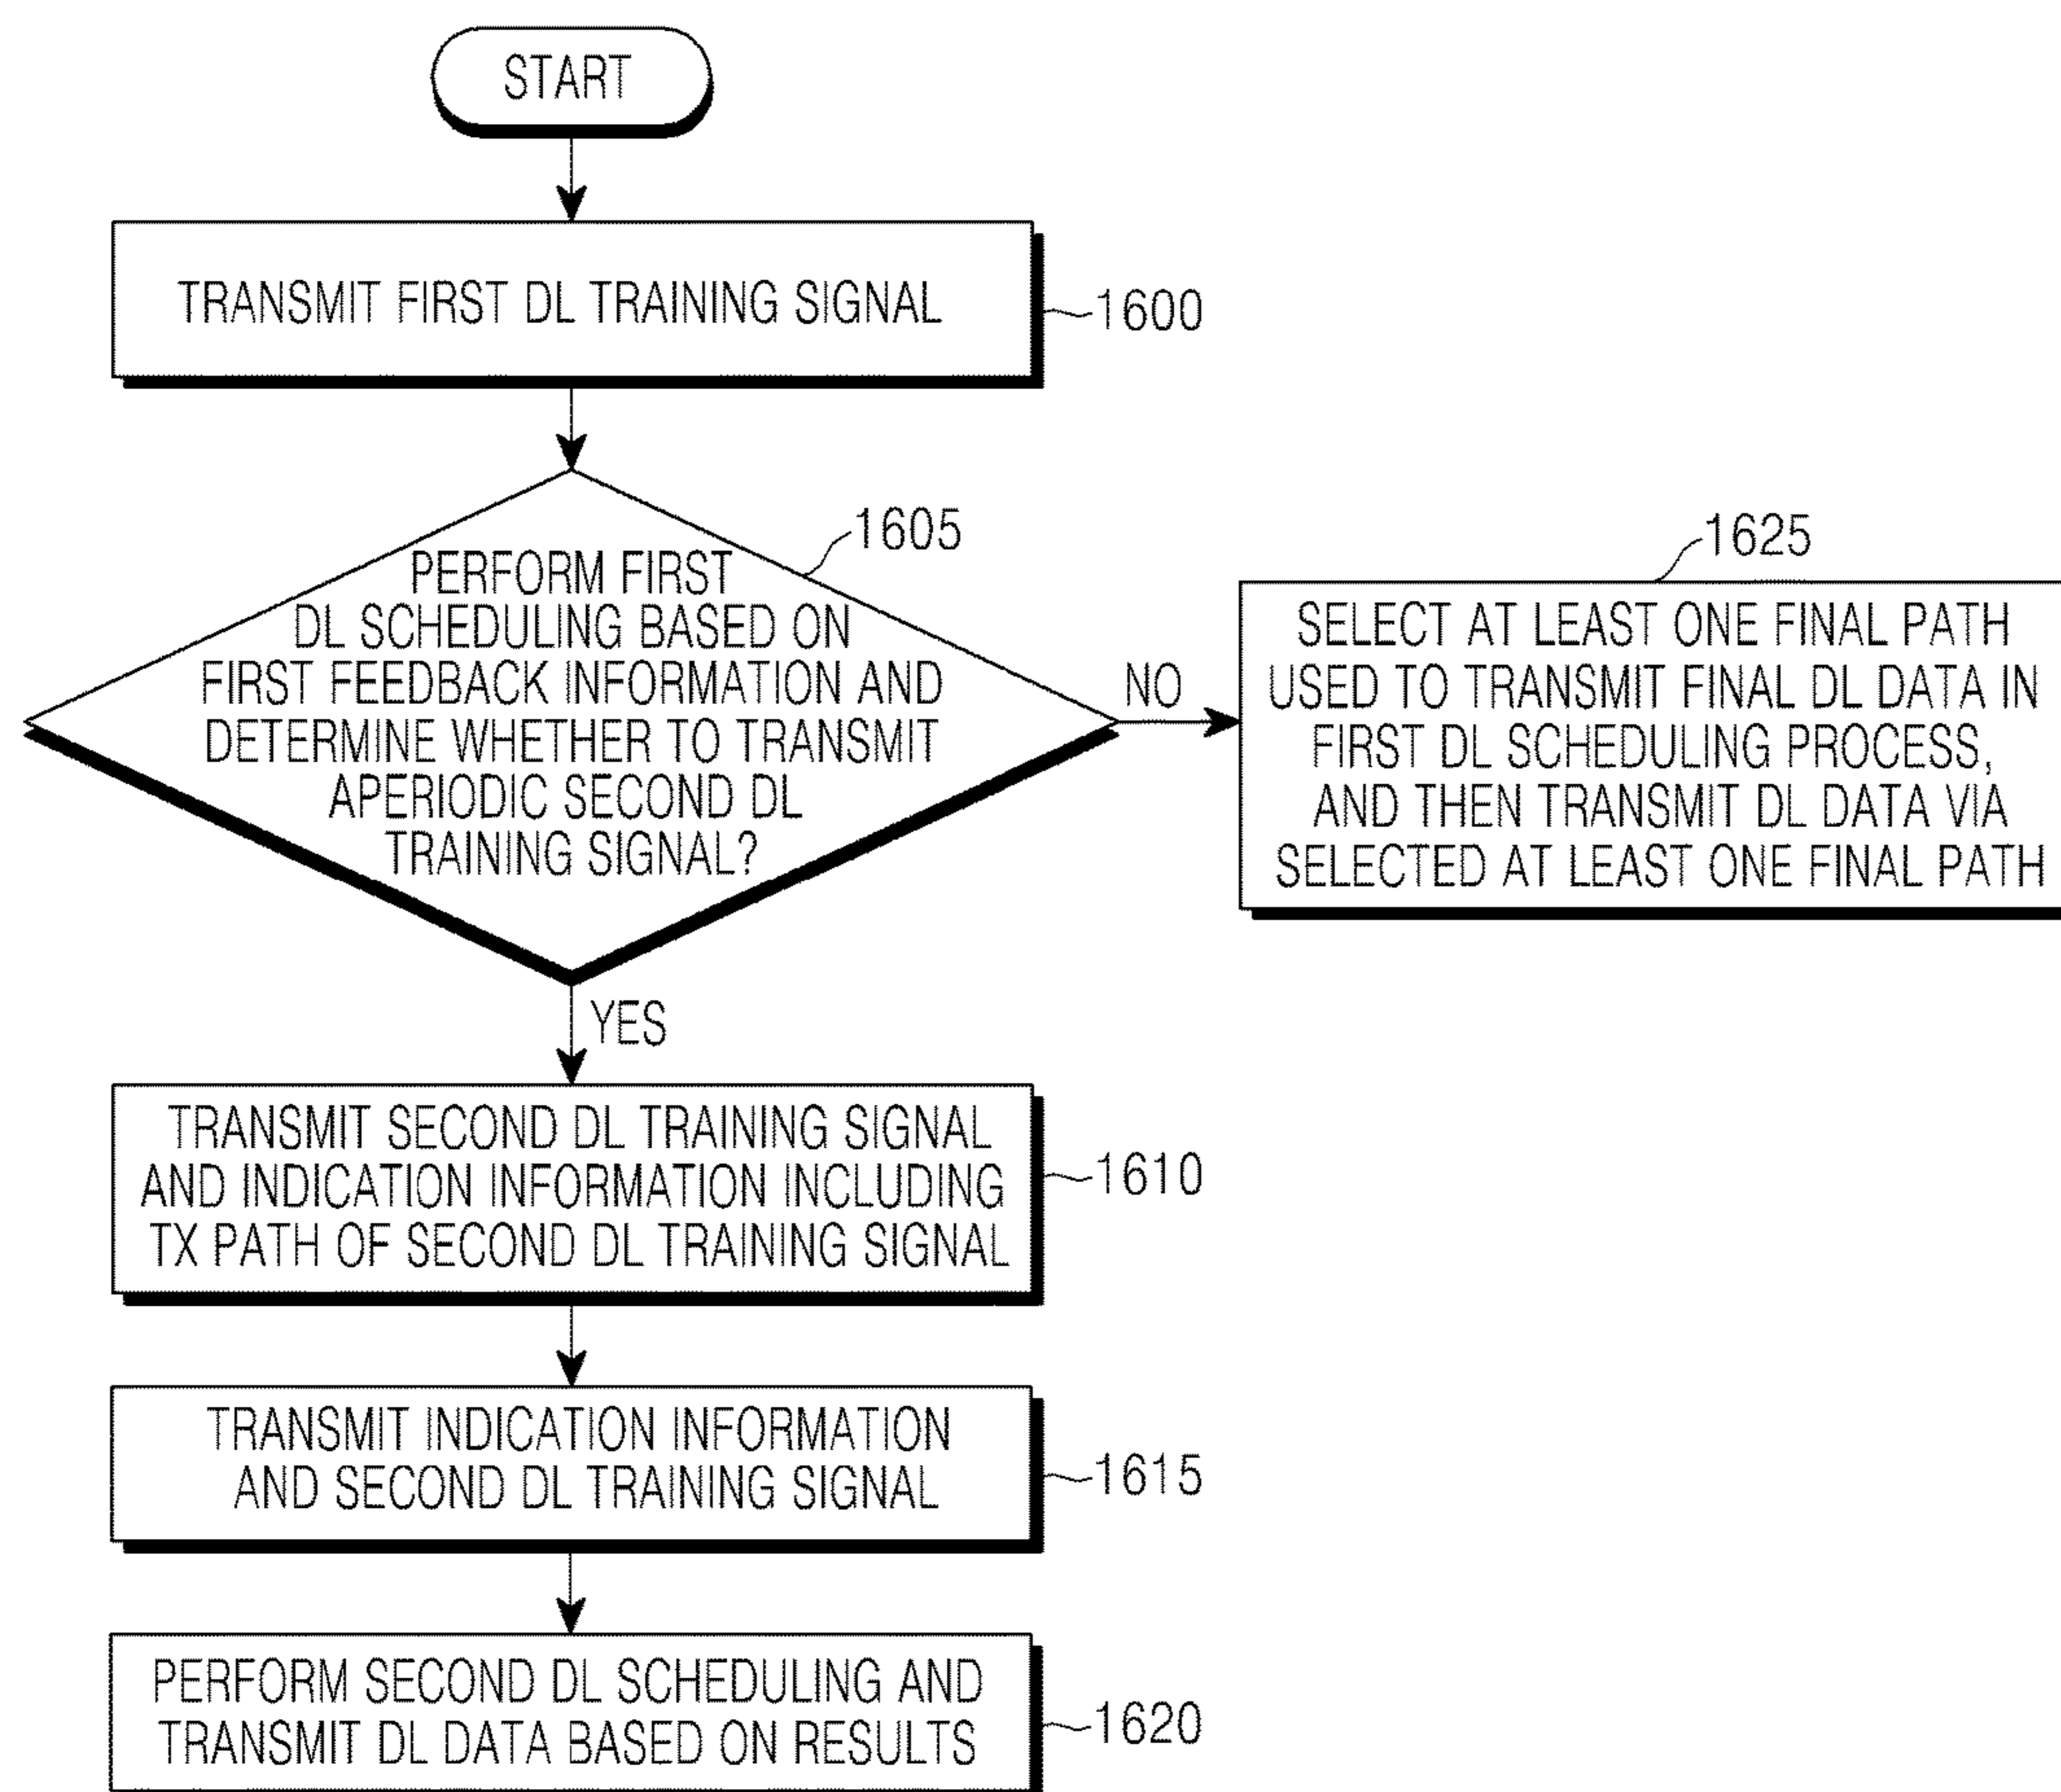 START
TRANSMIT FIRST DL TRAINING SIGNAL
1600
PERFORM FIRST
DL SCHEDULING BASED ON
FIRST FEEDBACK INFORMATION AND
DETERMINE WHETHER TO TRANSMIT
APERIODIC SECOND DL
TRAINING SIGNAL?
1605
NO
1625
SELECT AT LEAST ONE FINAL PATH
USED TO TRANSMIT FINAL DL DATA IN
FIRST DL SCHEDULING PROCESS,
AND THEN TRANSMIT DL DATA VIA
SELECTED AT LEAST ONE FINAL PATH
YES
TRANSMIT SECOND DL TRAINING SIGNAL
AND INDICATION INFORMATION INCLUDING
TX PATH OF SECOND DL TRAINING SIGNAL
1610
TRANSMIT INDICATION INFORMATION
AND SECOND DL TRAINING SIGNAL
1615
PERFORM SECOND DL SCHEDULING AND
TRANSMIT DL DATA BASED ON RESULTS
1620